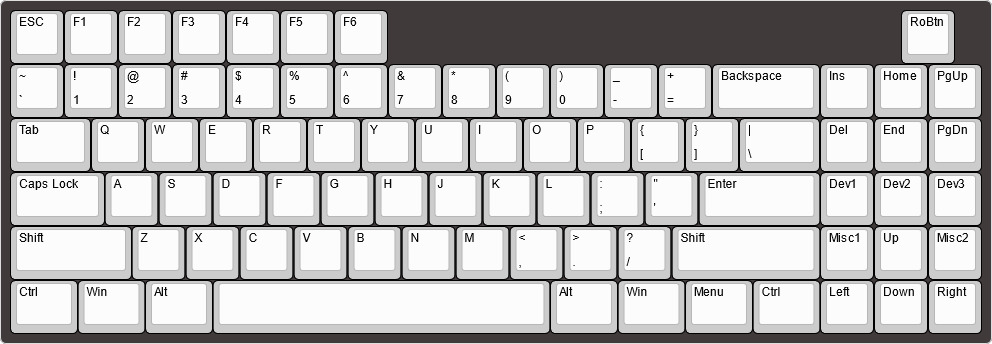 ESC F1 F2 F3 F4 F5 F6 RoBtn
~ ! @ # $ % ^ & * ( ) _ + Backspace Ins Home PgUp
` 1 2 3 4 5 6 7 8 9 0 - =
Tab Q W E R T Y U I O P { } | Del End PgDn
[ ] \
Caps Lock A S D F G H J K L : " Enter Dev1 Dev2 Dev3
; '
Shift Z X C V B N M < > ? Shift Misc1 Up Misc2
, . /
Ctrl Win Alt Alt Win Menu Ctrl Left Down Right